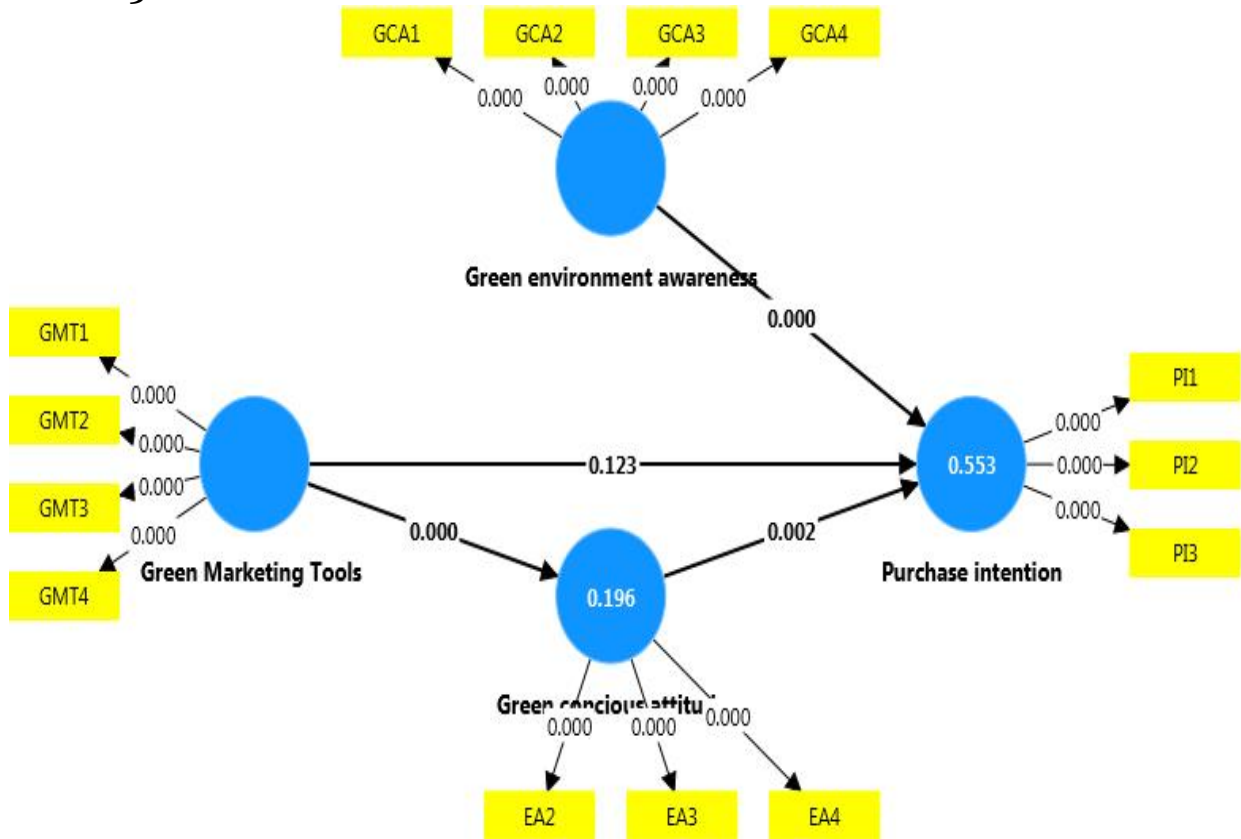 GCA1 GCA2 GCA3 GCA4
0.000 0.000 0.000 0.000
Green environment awareness
0.000
GMT1
GMT2
GMT3
GMT4
0.000
0.000
0.000
0.000
Green Marketing Tools
0.123
0.000
0.002
0.196
Green concious
0.000 0.000 0.000
EA2 EA3 EA4
0.553
Purchase intention
0.000
0.000
0.000
PI1
PI2
PI3